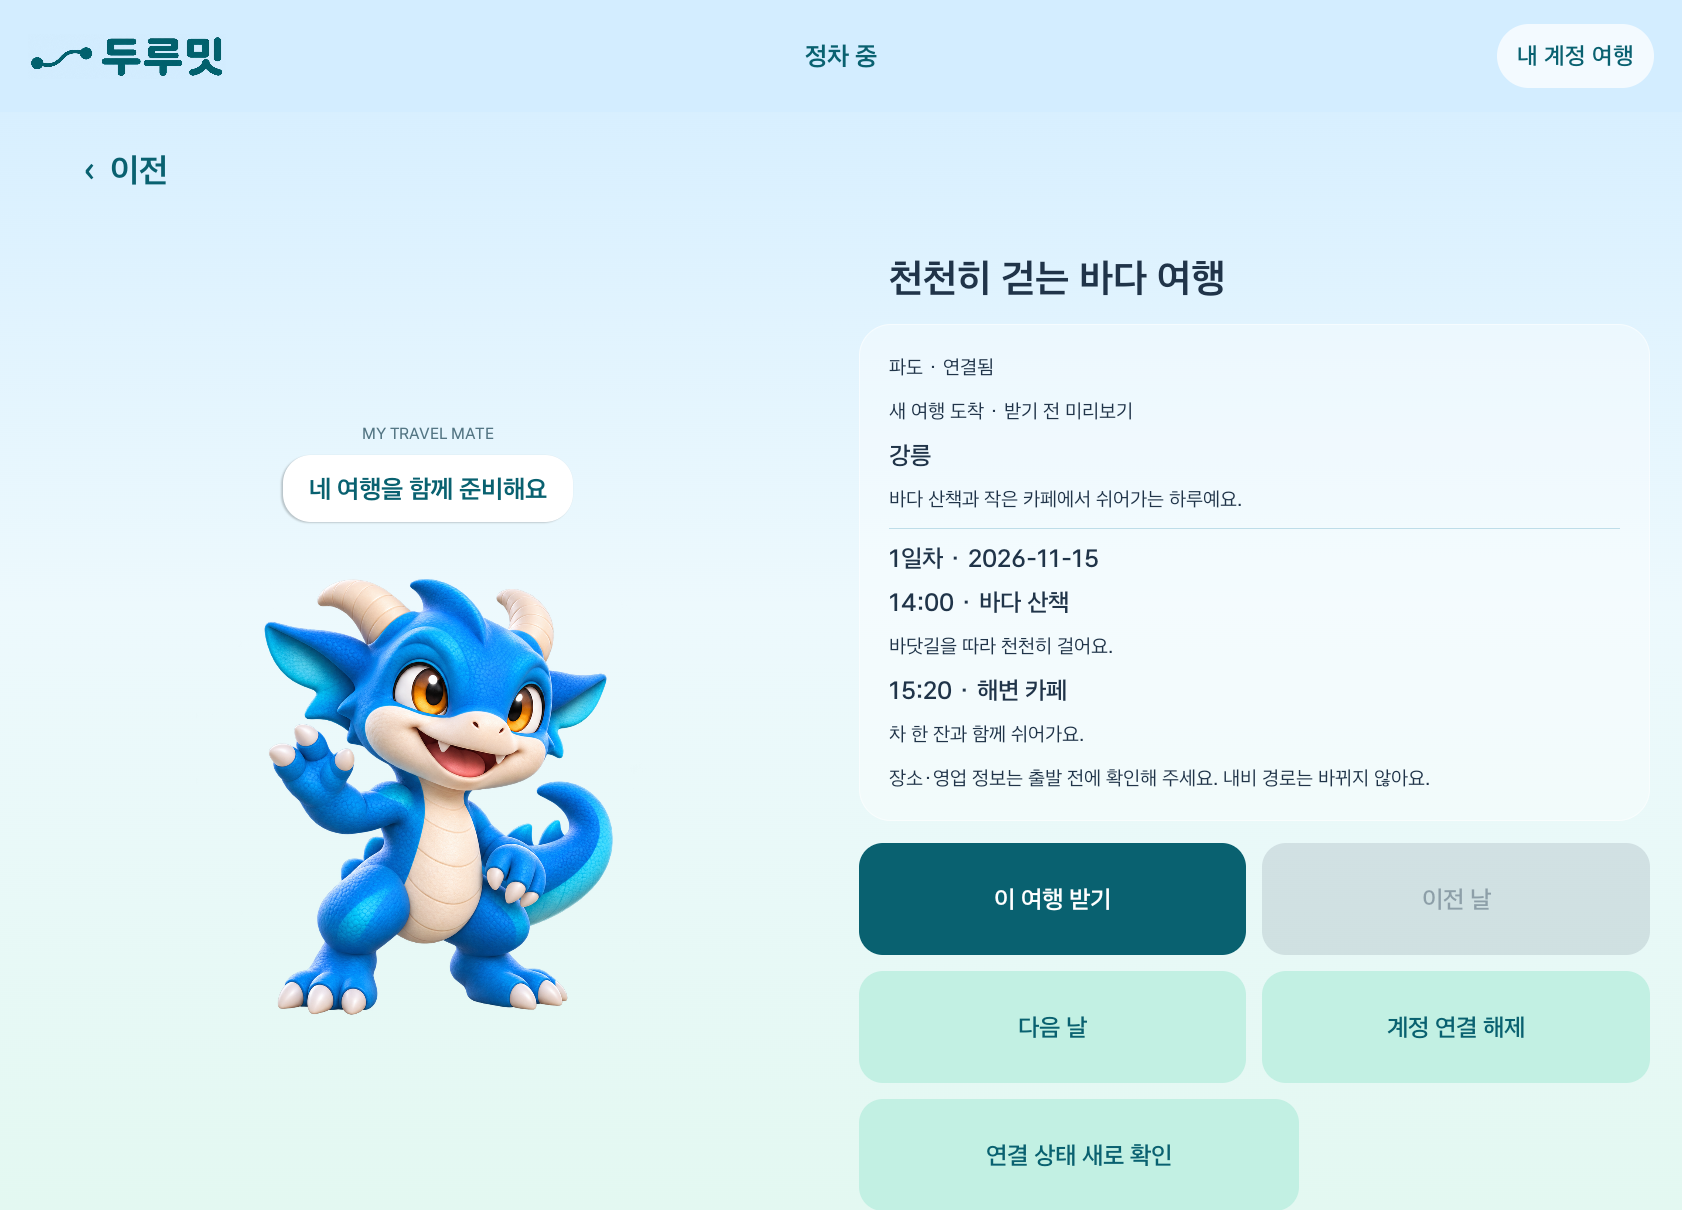 두루밋
정차 중
내 계정 여행
‹ 이전
MY TRAVEL MATE
네 여행을 함께 준비해요
천천히 걷는 바다 여행
파도 · 연결됨
새 여행 도착 · 받기 전 미리보기
강릉
바다 산책과 작은 카페에서 쉬어가는 하루예요.
1일차 · 2026-11-15
14:00 · 바다 산책
바닷길을 따라 천천히 걸어요.
15:20 · 해변 카페
차 한 잔과 함께 쉬어가요.
장소·영업 정보는 출발 전에 확인해 주세요. 내비 경로는 바뀌지 않아요.
이 여행 받기
이전 날
다음 날
계정 연결 해제
연결 상태 새로 확인